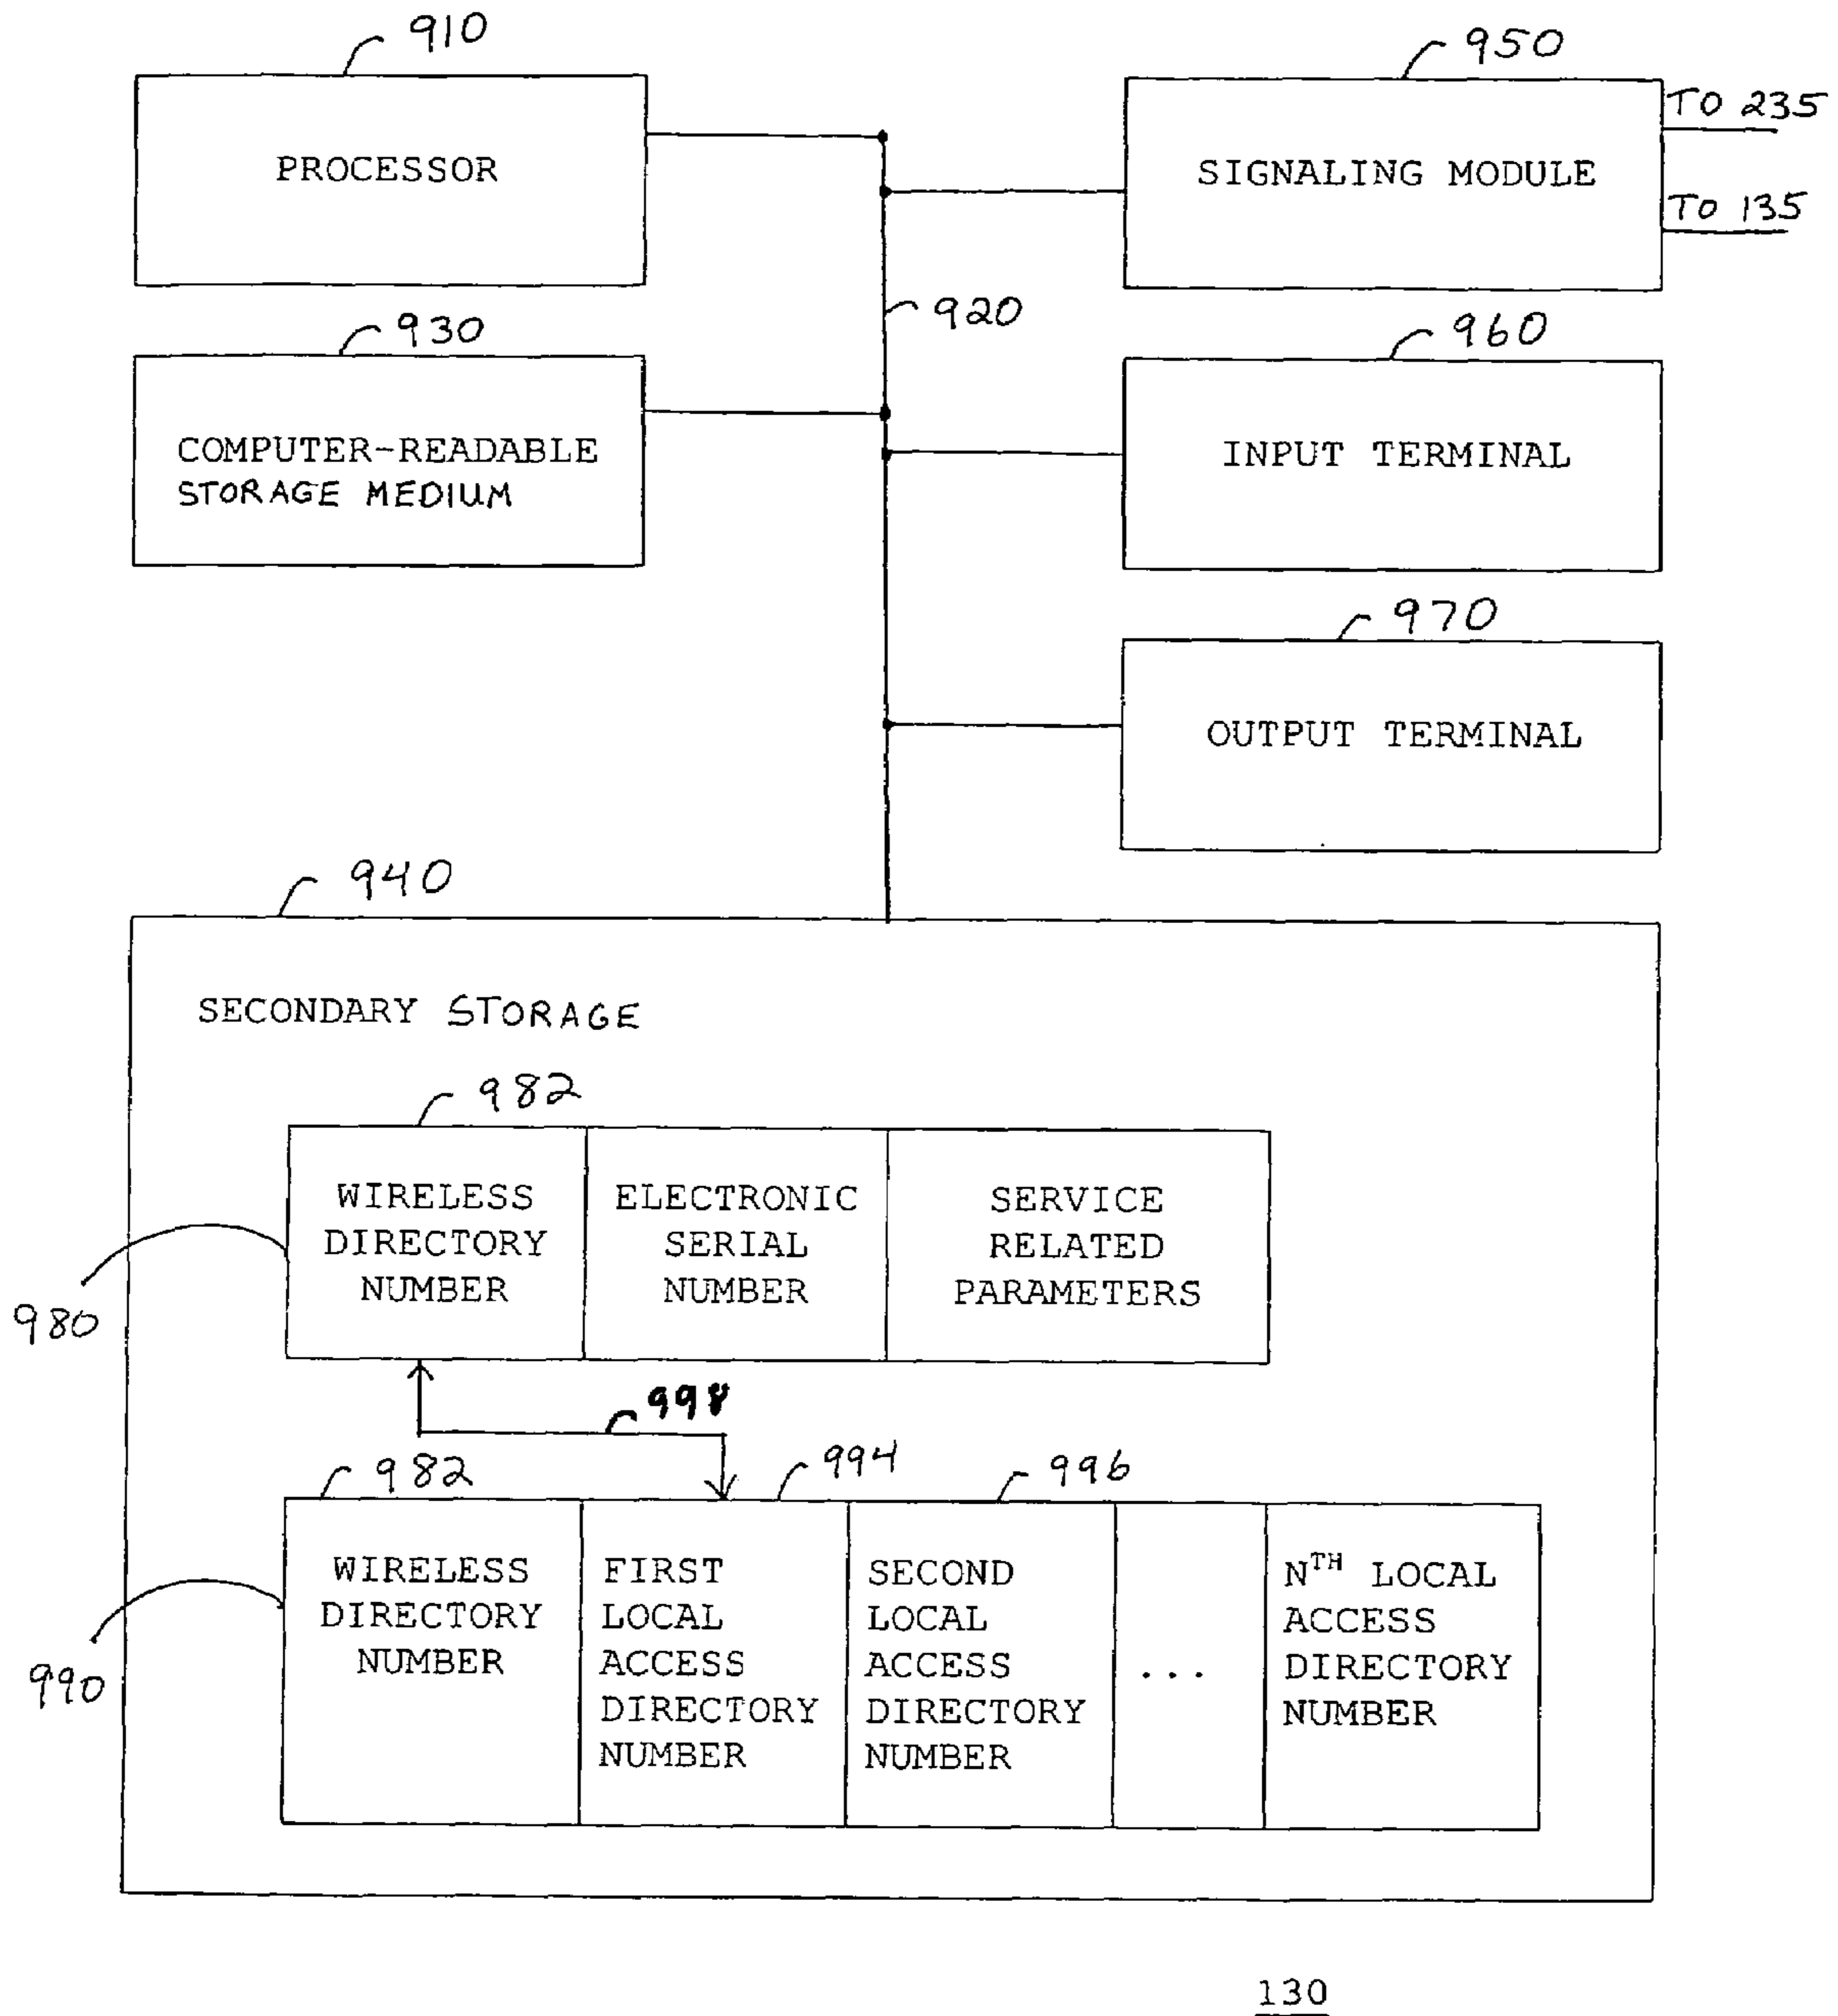 910
PROCESSOR
950
SIGNALING MODULE
TO 235
TO 135
920
930
COMPUTER-READABLE
STORAGE MEDIUM
960
INPUT TERMINAL
970
OUTPUT TERMINAL
940
SECONDARY STORAGE
982
WIRELESS
DIRECTORY
NUMBER
ELECTRONIC
SERIAL
NUMBER
SERVICE
RELATED
PARAMETERS
980
998
982
994
996
WIRELESS
DIRECTORY
NUMBER
FIRST
LOCAL
ACCESS
DIRECTORY
NUMBER
SECOND
LOCAL
ACCESS
DIRECTORY
NUMBER
...
NTH LOCAL
ACCESS
DIRECTORY
NUMBER
990
130